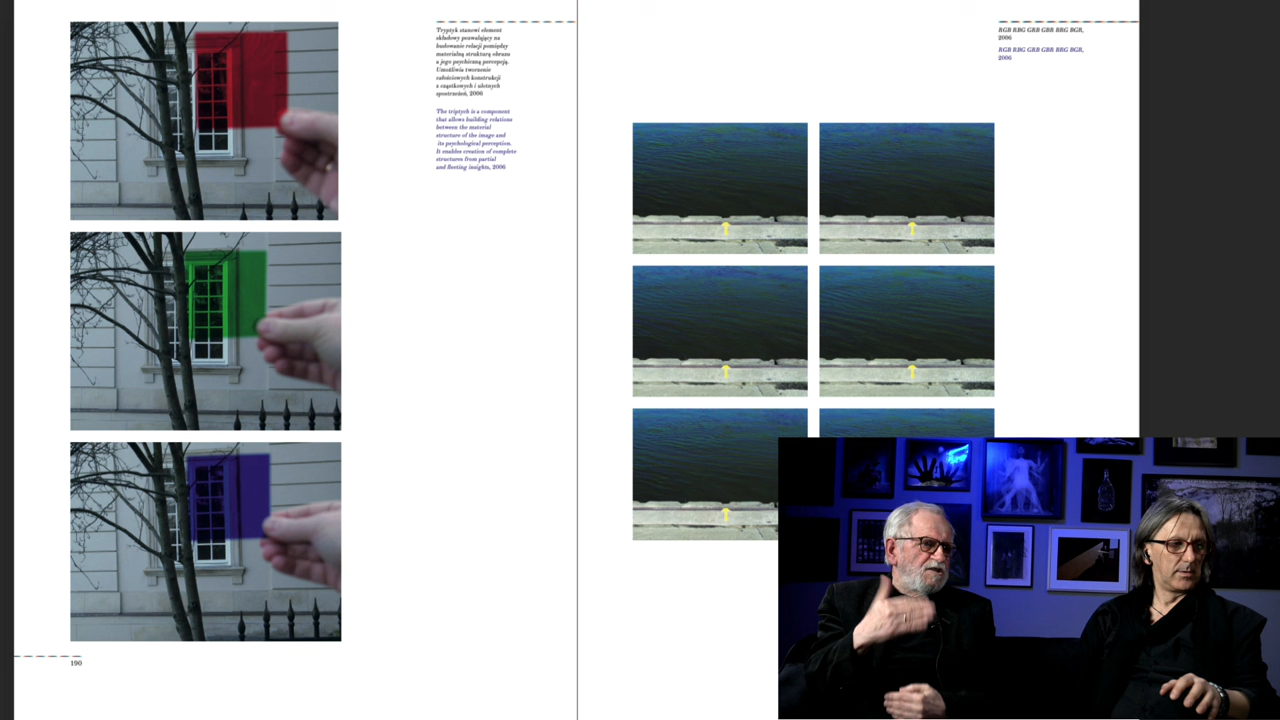 Tryptyk stanowi element
składowy pozwalający na
budowanie relacji pomiędzy
materialną strukturą obrazu
a jego psychiczną percepcją.
Umożliwia tworzenie
całościowych konstrukcji
z cząstkowych i ulotnych
spostrzeżeń, 2006
The triptych is a component
that allows building relations
between the material
structure of the image and
its psychological perception.
It enables creation of complete
structures from partial
and fleeting insights, 2006
190
RGB RBG GRB GBR BRG BGR,
2006
RGB RBG GRB GBR BRG BGR,
2006